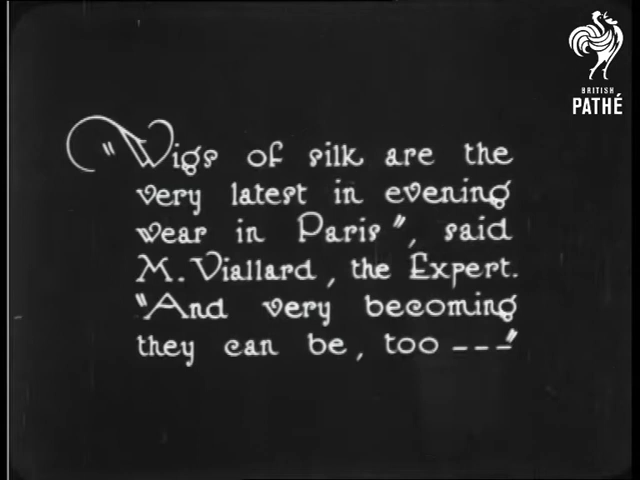 BRITISH
PATHÉ
"Wigs of silk are the
very latest in evening
wear in Paris", said
M. Viallard, the Expert.
"And very becoming
they can be, too ---"